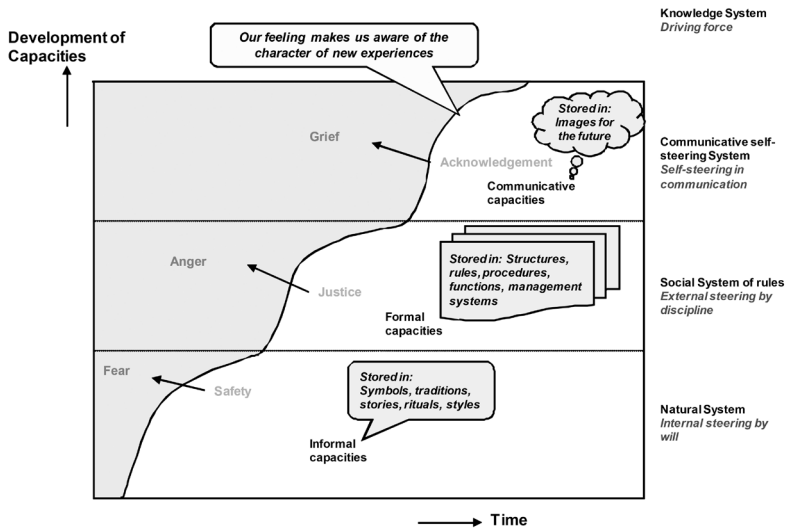 Knowledge System
Driving force
Development of
Capacities
Our feeling makes us aware of the
character of new experiences
Stored in:
Images for
the future
Grief
Acknowledgement
Communicative
capacities
Communicative self-
steering System
Self-steering in
communication
Anger
Justice
Stored in: Structures,
rules, procedures,
functions, management
systems
Formal
capacities
Social System of rules
External steering by
discipline
Fear
Safety
Stored in:
Symbols, traditions,
stories, rituals, styles
Informal
capacities
Natural System
Internal steering by
will
Time